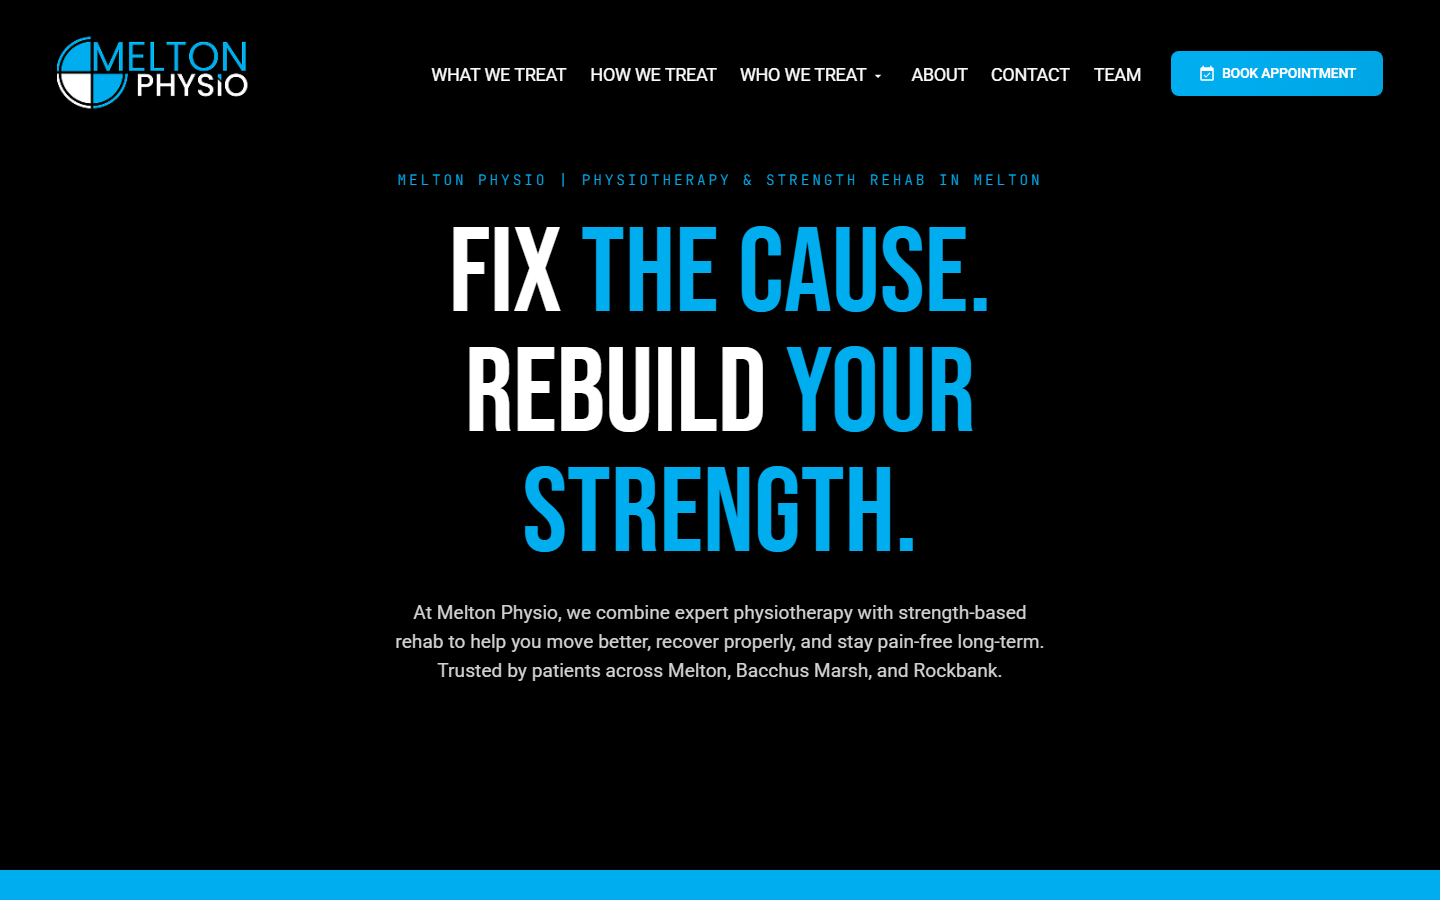 MELTON
PHYSIO
WHAT WE TREAT
HOW WE TREAT
WHO WE TREAT
ABOUT
CONTACT
TEAM
BOOK APPOINTMENT
MELTON PHYSIO | PHYSIOTHERAPY & STRENGTH REHAB IN MELTON
FIX THE CAUSE.
REBUILD YOUR
STRENGTH.
At Melton Physio, we combine expert physiotherapy with strength-based
rehab to help you move better, recover properly, and stay pain-free long-term.
Trusted by patients across Melton, Bacchus Marsh, and Rockbank.